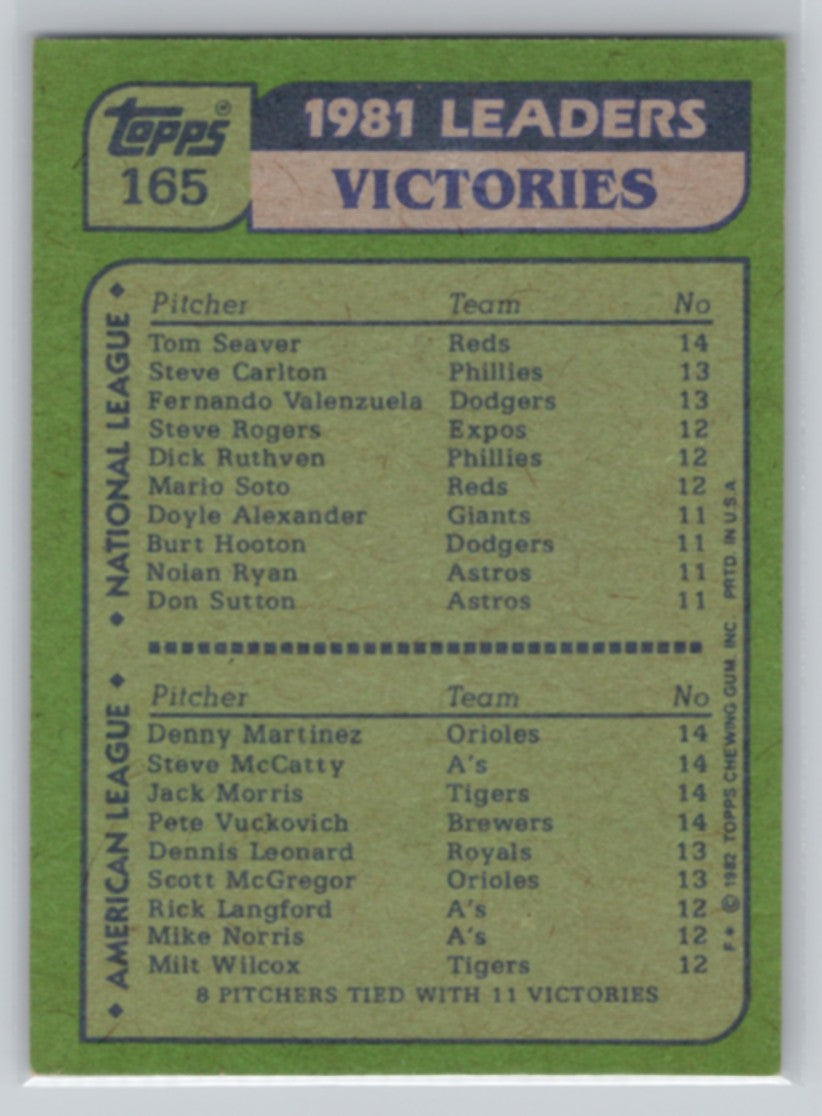 topps®
165
1981 LEADERS
VICTORIES
◆ NATIONAL LEAGUE ◆
Pitcher Team No
Tom Seaver Reds 14
Steve Carlton Phillies 13
Fernando Valenzuela Dodgers 13
Steve Rogers Expos 12
Dick Ruthven Phillies 12
Mario Soto Reds 12
Doyle Alexander Giants 11
Burt Hooton Dodgers 11
Nolan Ryan Astros 11
Don Sutton Astros 11
◆ AMERICAN LEAGUE ◆
Pitcher Team No
Denny Martinez Orioles 14
Steve McCatty A's 14
Jack Morris Tigers 14
Pete Vuckovich Brewers 14
Dennis Leonard Royals 13
Scott McGregor Orioles 13
Rick Langford A's 12
Mike Norris A's 12
Milt Wilcox Tigers 12
8 PITCHERS TIED WITH 11 VICTORIES
F* © 1982 TOPPS CHEWING GUM, INC. PRTD. IN U.S.A.